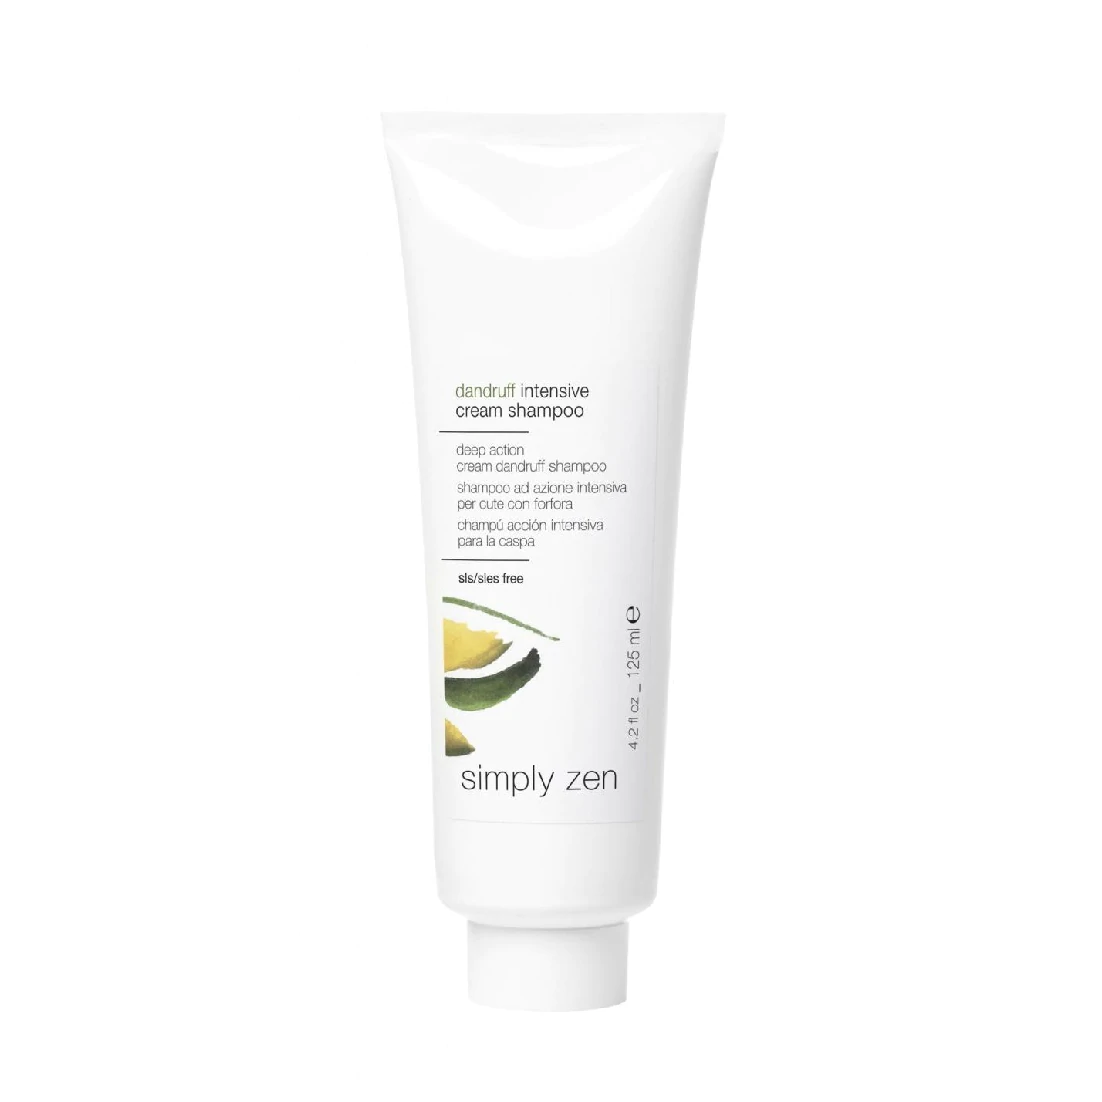 dandruff intensive
cream shampoo
deep action
cream dandruff shampoo
shampoo ad azione intensiva
per cute con forfora
champú acción intensiva
para la caspa
sls/sles free
4.2 fl oz _ 125 ml e
simply zen